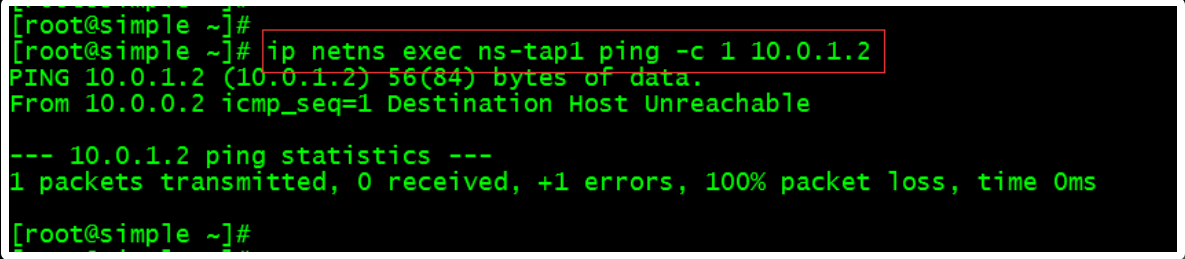 [root@simple ~]#
[root@simple ~]# ip netns exec ns-tap1 ping -c 1 10.0.1.2
PING 10.0.1.2 (10.0.1.2) 56(84) bytes of data.
From 10.0.0.2 icmp_seq=1 Destination Host Unreachable
--- 10.0.1.2 ping statistics ---
1 packets transmitted, 0 received, +1 errors, 100% packet loss, time 0ms
[root@simple ~]#